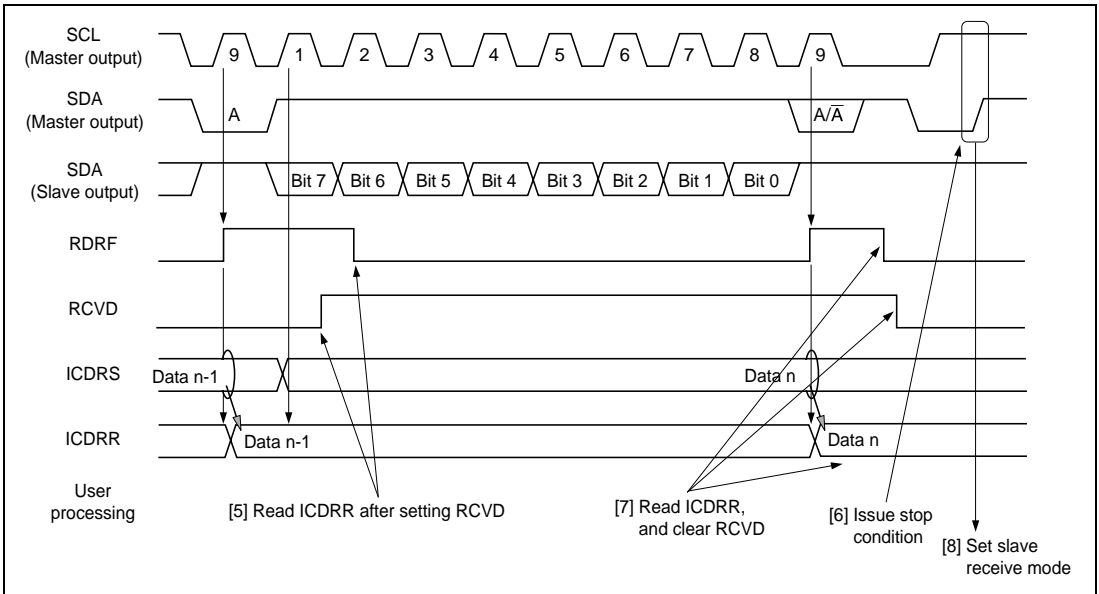 SCL
(Master output)
9 1 2 3 4 5 6 7 8 9
SDA
(Master output)
A A/A̅
SDA
(Slave output)
Bit 7 Bit 6 Bit 5 Bit 4 Bit 3 Bit 2 Bit 1 Bit 0
RDRF
RCVD
ICDRS
Data n-1 Data n
ICDRR
Data n-1 Data n
User
processing
[5] Read ICDRR after setting RCVD
[7] Read ICDRR,
and clear RCVD
[6] Issue stop
condition
[8] Set slave
receive mode